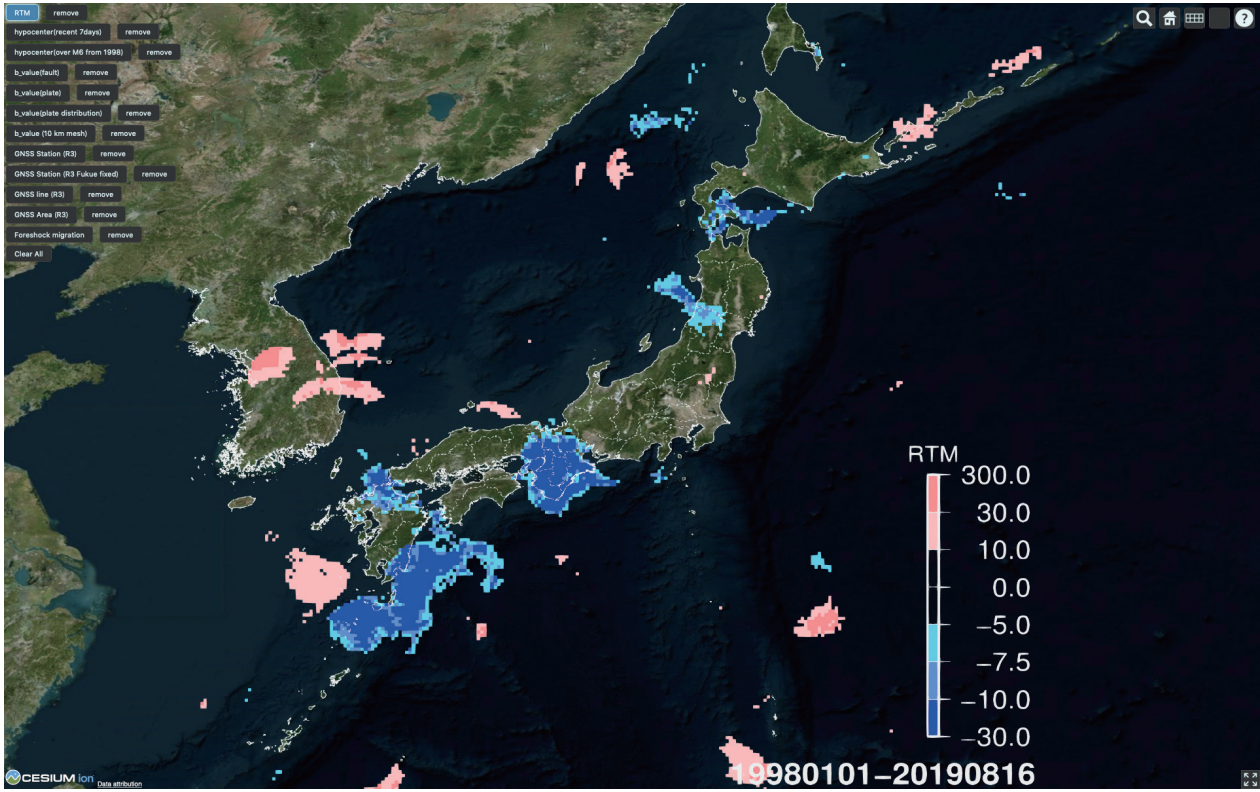 RTM remove
hypocenter(recent 7days) remove
hypocenter(over M6 from 1998) remove
b_value(fault) remove
b_value(plate) remove
b_value(plate distribution) remove
b_value (10 km mesh) remove
GNSS Station (R3) remove
GNSS Station (R3 Fukue fixed) remove
GNSS line (R3) remove
GNSS Area (R3) remove
Foreshock migration remove
Clear All
?
RTM
300.0
30.0
10.0
0.0
-5.0
-7.5
-10.0
-30.0
19980101-20190816
CESIUM ion
Data attribution